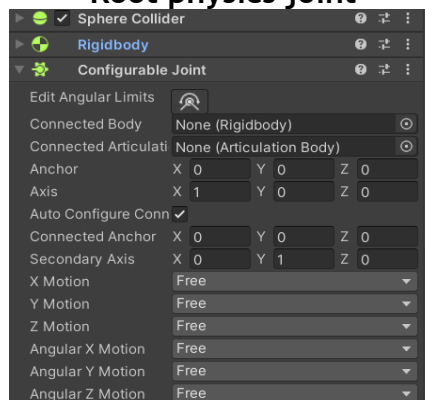 Root physics joint
Sphere Collider
Rigidbody
Configurable Joint
Edit Angular Limits
Connected Body None (Rigidbody)
Connected Articulati None (Articulation Body)
Anchor X 0 Y 0 Z 0
Axis X 1 Y 0 Z 0
Auto Configure Conn
Connected Anchor X 0 Y 0 Z 0
Secondary Axis X 0 Y 1 Z 0
X Motion Free
Y Motion Free
Z Motion Free
Angular X Motion Free
Angular Y Motion Free
Angular Z Motion Free